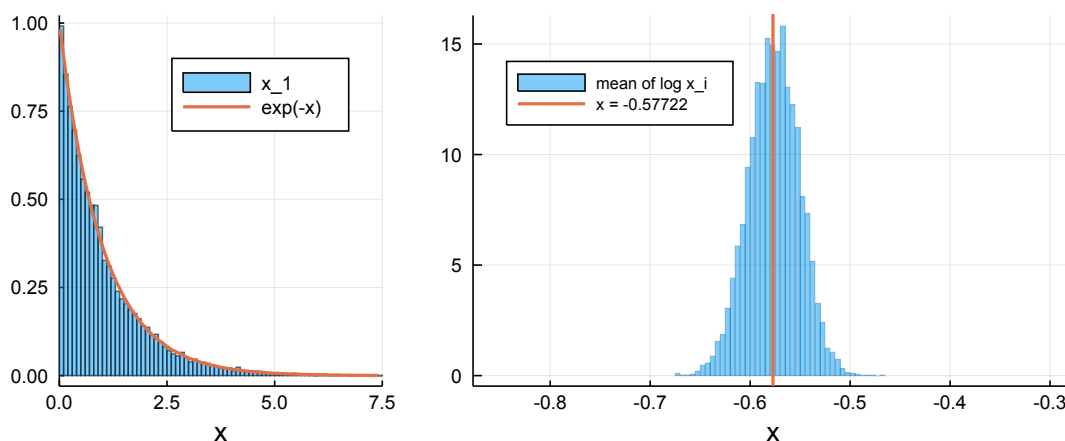 1.00
0.75
0.50
0.25
0.00
0.0 2.5 5.0 7.5
x
x_1
exp(-x)
15
10
5
0
-0.8 -0.7 -0.6 -0.5 -0.4 -0.3
x
mean of log x_i
x = -0.57722